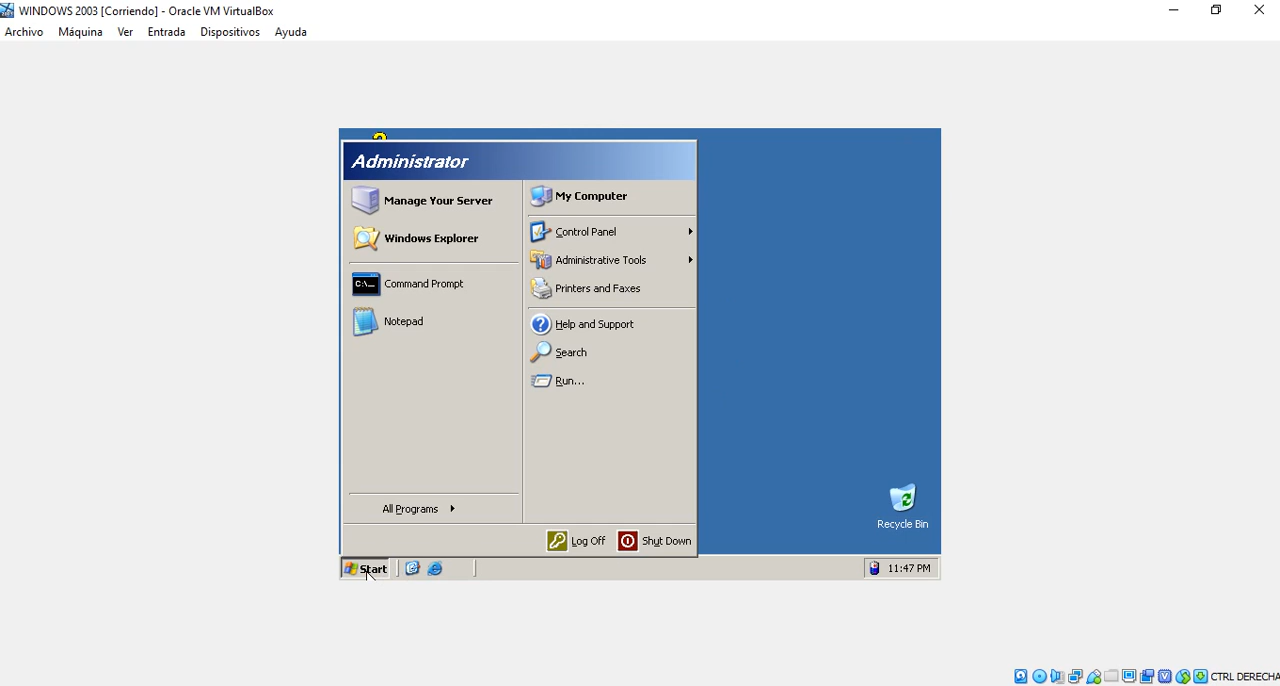 WINDOWS 2003 [Corriendo] - Oracle VM VirtualBox
Archivo Máquina Ver Entrada Dispositivos Ayuda
Administrator
Manage Your Server
Windows Explorer
C:\_
Command Prompt
Notepad
All Programs
My Computer
Control Panel
Administrative Tools
Printers and Faxes
Help and Support
Search
Run...
Log Off Shut Down
Recycle Bin
Start
11:47 PM
CTRL DERECHA